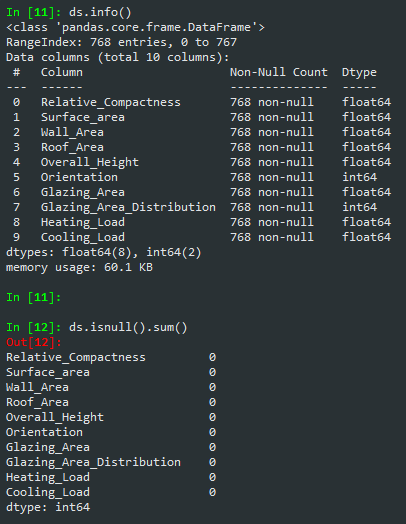 In [11]: ds.info()
<class 'pandas.core.frame.DataFrame'>
RangeIndex: 768 entries, 0 to 767
Data columns (total 10 columns):
 #   Column                     Non-Null Count  Dtype
---  ------                     --------------  -----
 0   Relative_Compactness       768 non-null    float64
 1   Surface_area               768 non-null    float64
 2   Wall_Area                  768 non-null    float64
 3   Roof_Area                  768 non-null    float64
 4   Overall_Height             768 non-null    float64
 5   Orientation                768 non-null    int64
 6   Glazing_Area               768 non-null    float64
 7   Glazing_Area_Distribution  768 non-null    int64
 8   Heating_Load               768 non-null    float64
 9   Cooling_Load               768 non-null    float64
dtypes: float64(8), int64(2)
memory usage: 60.1 KB
In [11]:
In [12]: ds.isnull().sum()
Out[12]:
Relative_Compactness         0
Surface_area                 0
Wall_Area                    0
Roof_Area                    0
Overall_Height               0
Orientation                  0
Glazing_Area                 0
Glazing_Area_Distribution    0
Heating_Load                 0
Cooling_Load                 0
dtype: int64